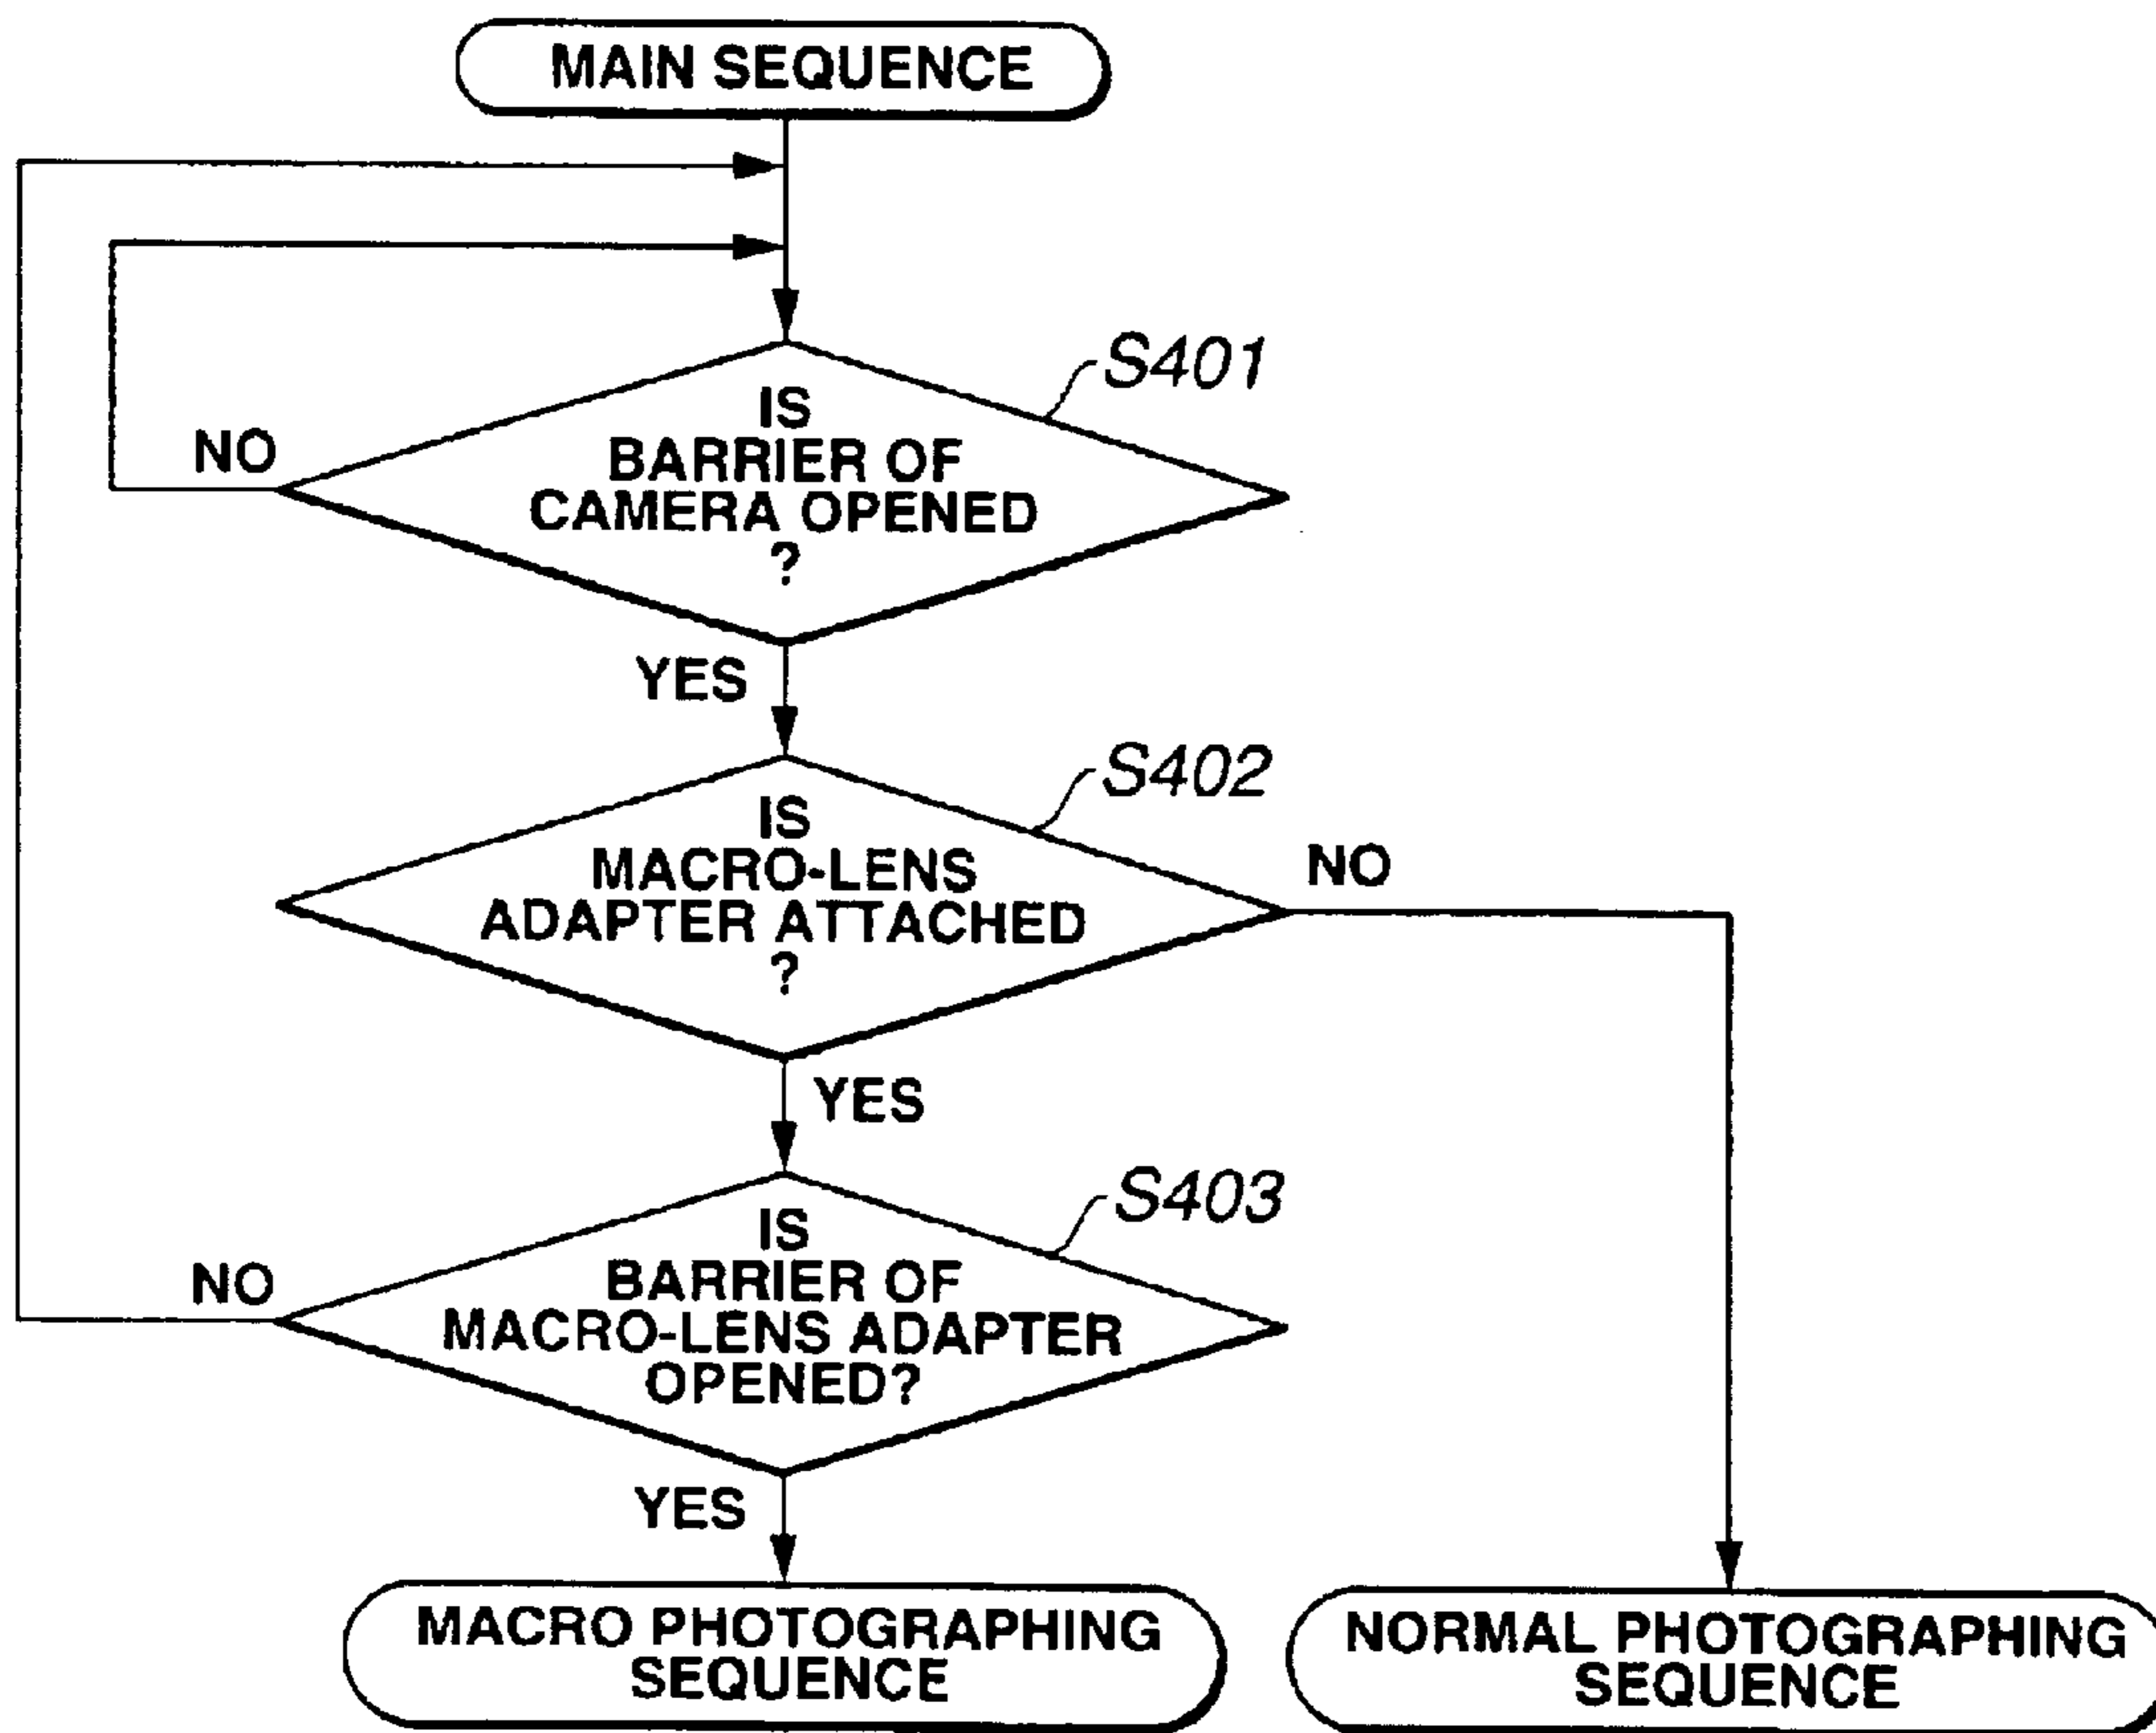 MAIN SEQUENCE
S401
IS
BARRIER OF
CAMERA OPENED
?
NO
YES
S402
IS
MACRO-LENS
ADAPTER ATTACHED
?
NO
YES
S403
IS
BARRIER OF
MACRO-LENS ADAPTER
OPENED?
NO
YES
MACRO PHOTOGRAPHING
SEQUENCE
NORMAL PHOTOGRAPHING
SEQUENCE